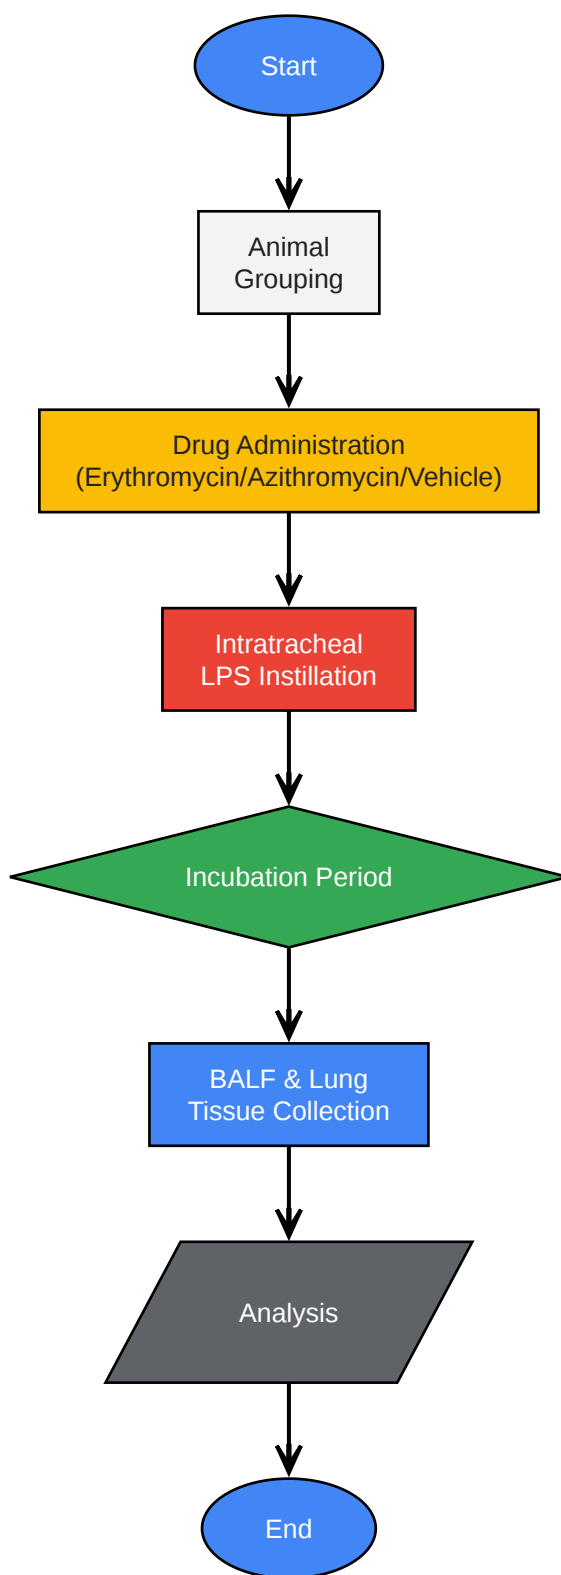 Start
Animal
Grouping
Drug Administration
(Erythromycin/Azithromycin/Vehicle)
Intratracheal
LPS Instillation
Incubation Period
BALF & Lung
Tissue Collection
Analysis
End